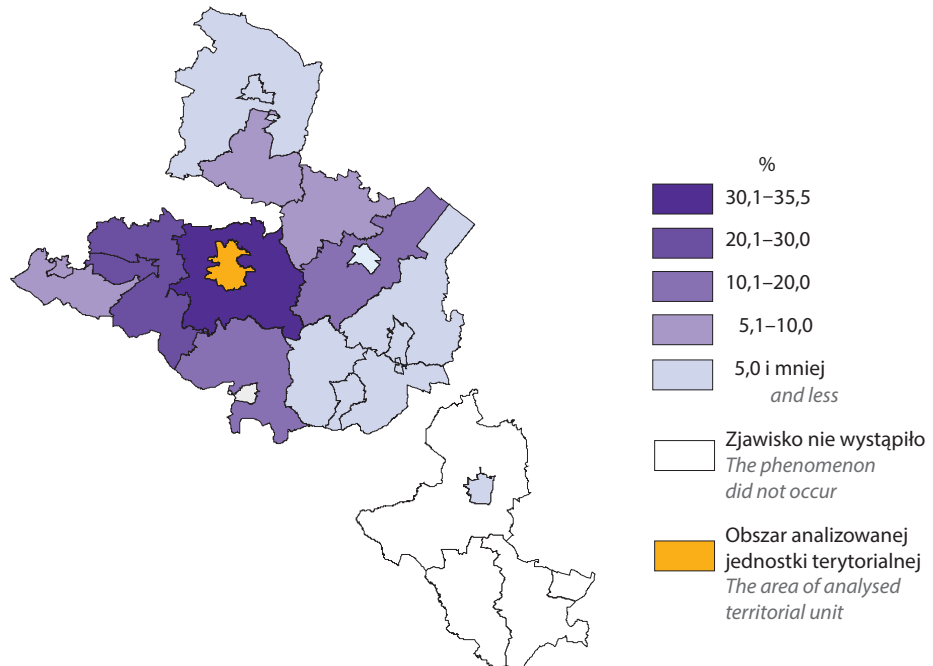 %
30,1–35,5
20,1–30,0
10,1–20,0
5,1–10,0
5,0 i mniej
and less
Zjawisko nie wystąpiło
The phenomenon
did not occur
Obszar analizowanej
jednostki terytorialnej
The area of analysed
territorial unit